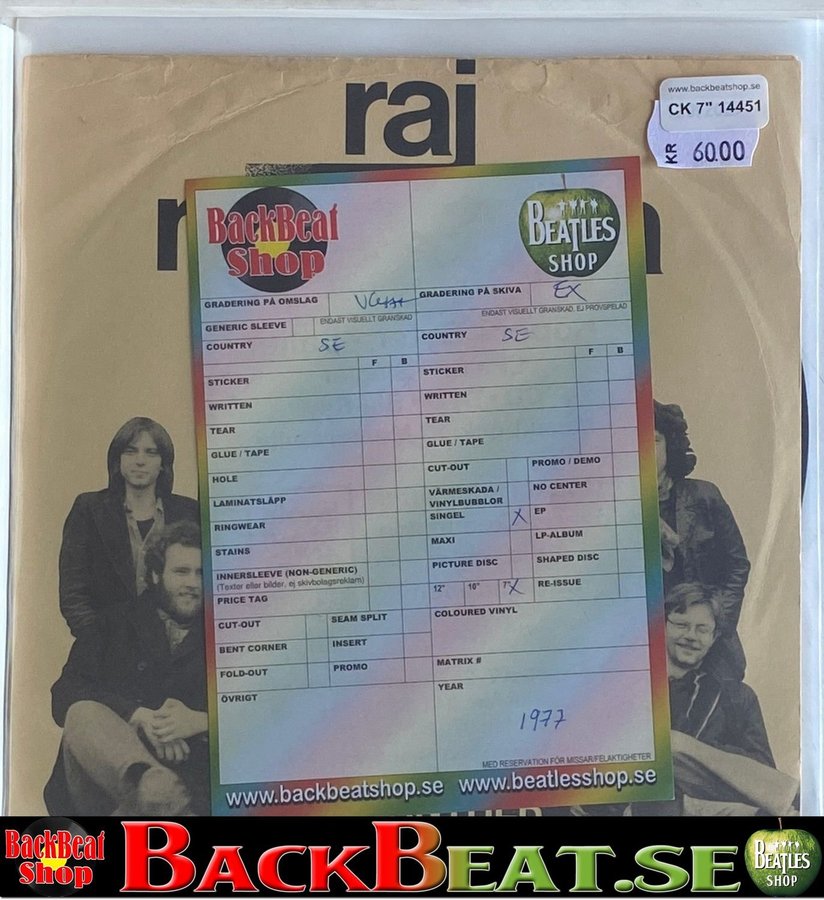 raj
www.backbeatshop.se
CK 7" 14451
KR 60.00
BackBeat
Shop
BEATLES
SHOP
GRADERING PÅ OMSLAG
GRADERING PÅ SKIVA EX
ENDAST VISUELLT GRANSKAD
ENDAST VISUELLT GRANSKAD, EJ PROVSPELAD
GENERIC SLEEVE
COUNTRY SE
COUNTRY SE
F B
F B
STICKER
STICKER
WRITTEN
WRITTEN
TEAR
TEAR
GLUE / TAPE
GLUE / TAPE
HOLE
CUT-OUT
PROMO / DEMO
LAMINATSLÄPP
VÄRMESKADA /
VINYLBUBBLOR
NO CENTER
RINGWEAR
SINGEL X
EP
STAINS
MAXI
LP-ALBUM
INNERSLEEVE (NON-GENERIC)
(Texter eller bilder, ej skivbolagsreklam)
PICTURE DISC
SHAPED DISC
PRICE TAG
12" 10" 7" X
RE-ISSUE
CUT-OUT
SEAM SPLIT
COLOURED VINYL
BENT CORNER
INSERT
FOLD-OUT
PROMO
MATRIX #
ÖVRIGT
YEAR
1977
MED RESERVATION FÖR MISSAR/FELAKTIGHETER
www.backbeatshop.se www.beatlesshop.se
BackBeat
Shop
BACKBEAT.SE
BEATLES
SHOP